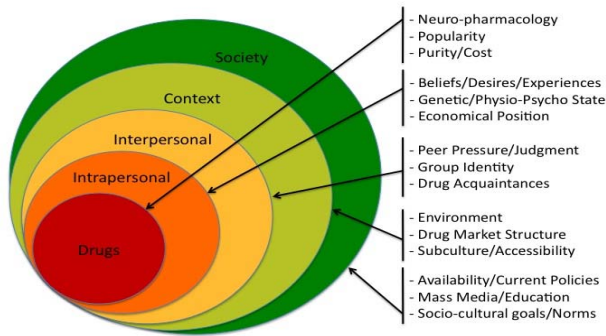 Society
Context
Interpersonal
Intrapersonal
Drugs
- Neuro-pharmacology
- Popularity
- Purity/Cost
- Beliefs/Desires/Experiences
- Genetic/Physio-Psycho State
- Economical Position
- Peer Pressure/Judgment
- Group Identity
- Drug Acquaintances
- Environment
- Drug Market Structure
- Subculture/Accessibility
- Availability/Current Policies
- Mass Media/Education
- Socio-cultural goals/Norms